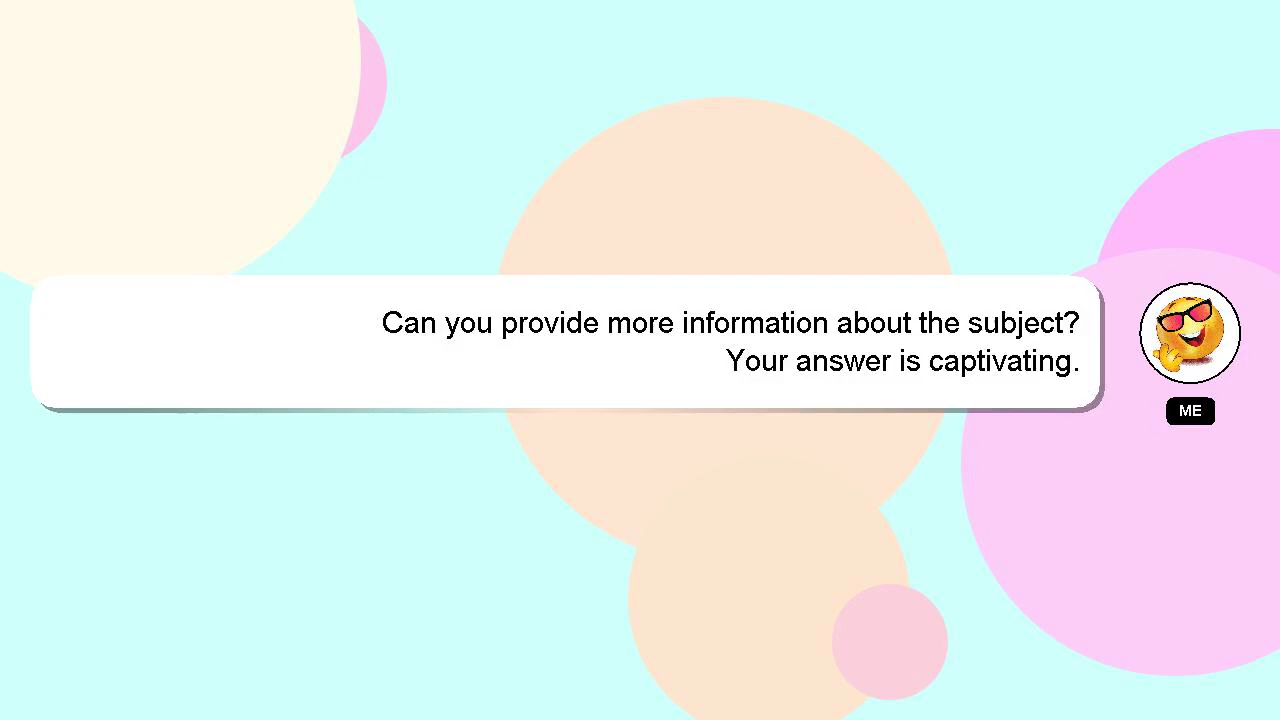 Can you provide more information about the subject?
Your answer is captivating.
ME